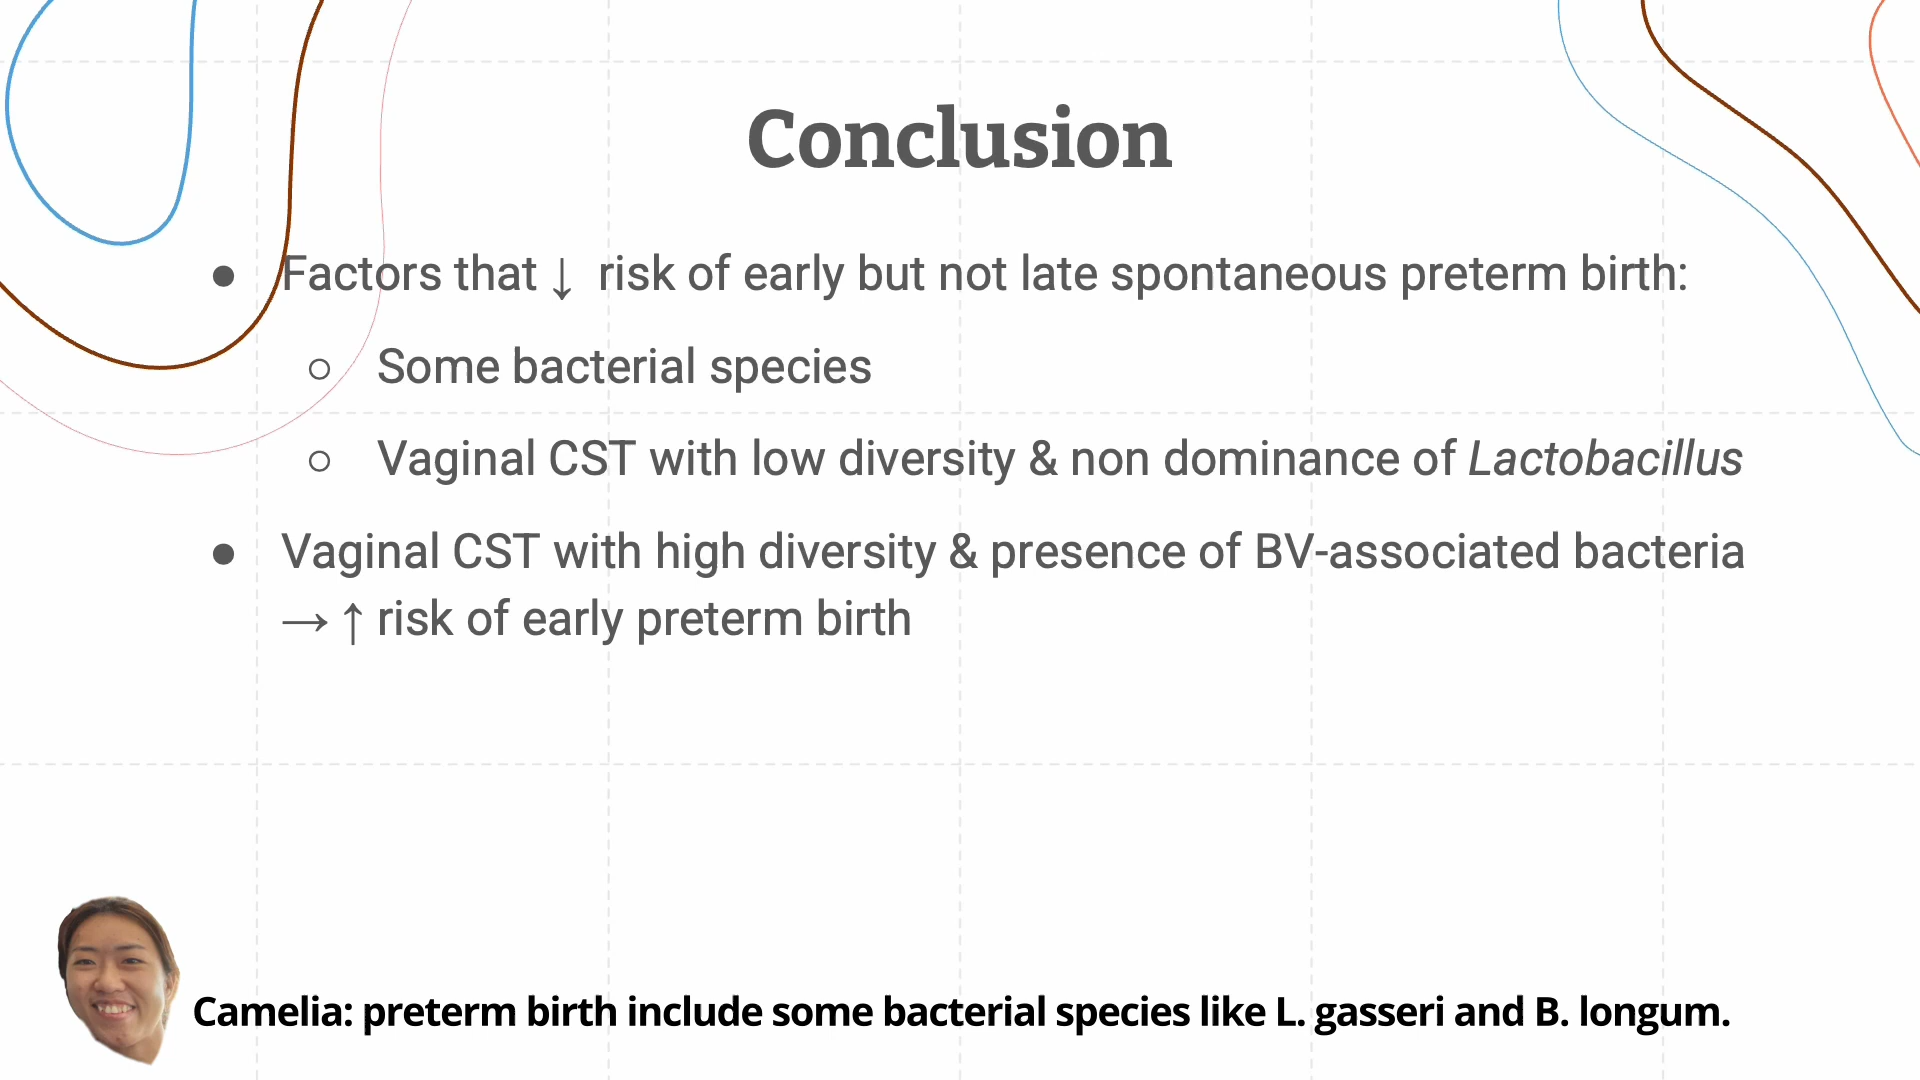 Conclusion
● Factors that ↓ risk of early but not late spontaneous preterm birth:
○ Some bacterial species
○ Vaginal CST with low diversity & non dominance of Lactobacillus
● Vaginal CST with high diversity & presence of BV-associated bacteria
→ ↑ risk of early preterm birth
Camelia: preterm birth include some bacterial species like L. gasseri and B. longum.